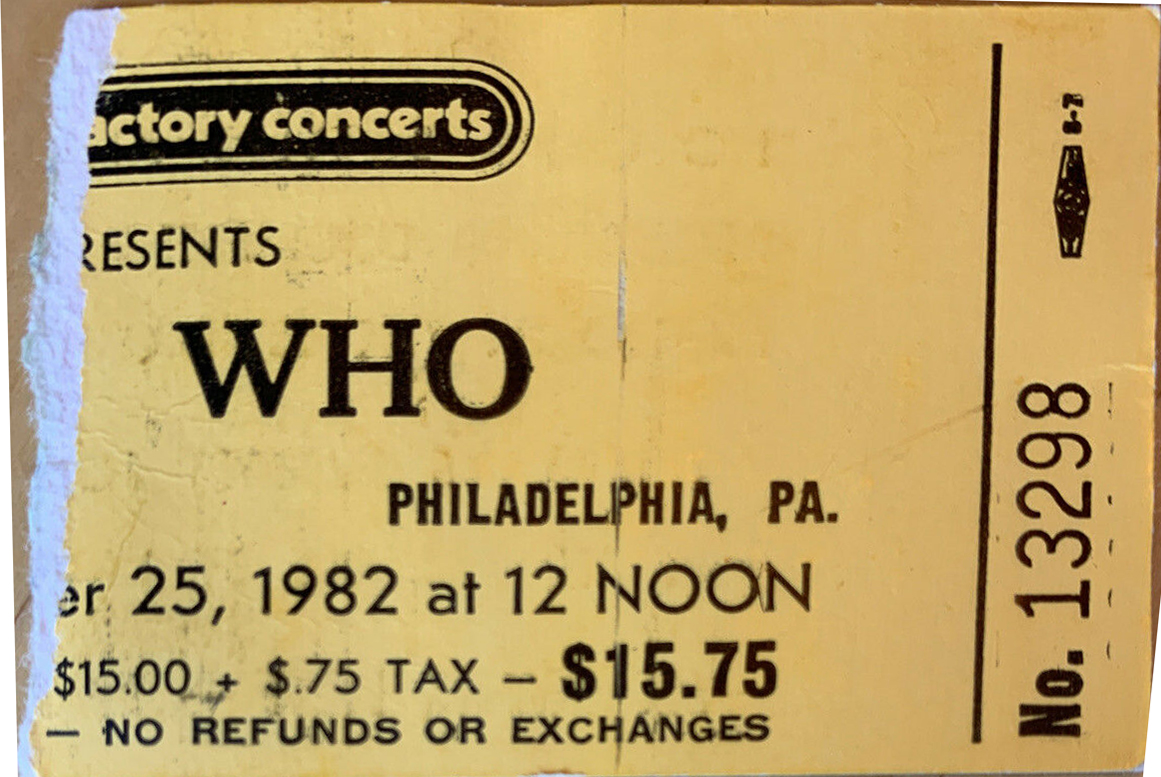 actory concerts
RESENTS
WHO
PHILADELPHIA, PA.
er 25, 1982 at 12 NOON
$15.00 + $.75 TAX — $15.75
— NO REFUNDS OR EXCHANGES
No. 13298